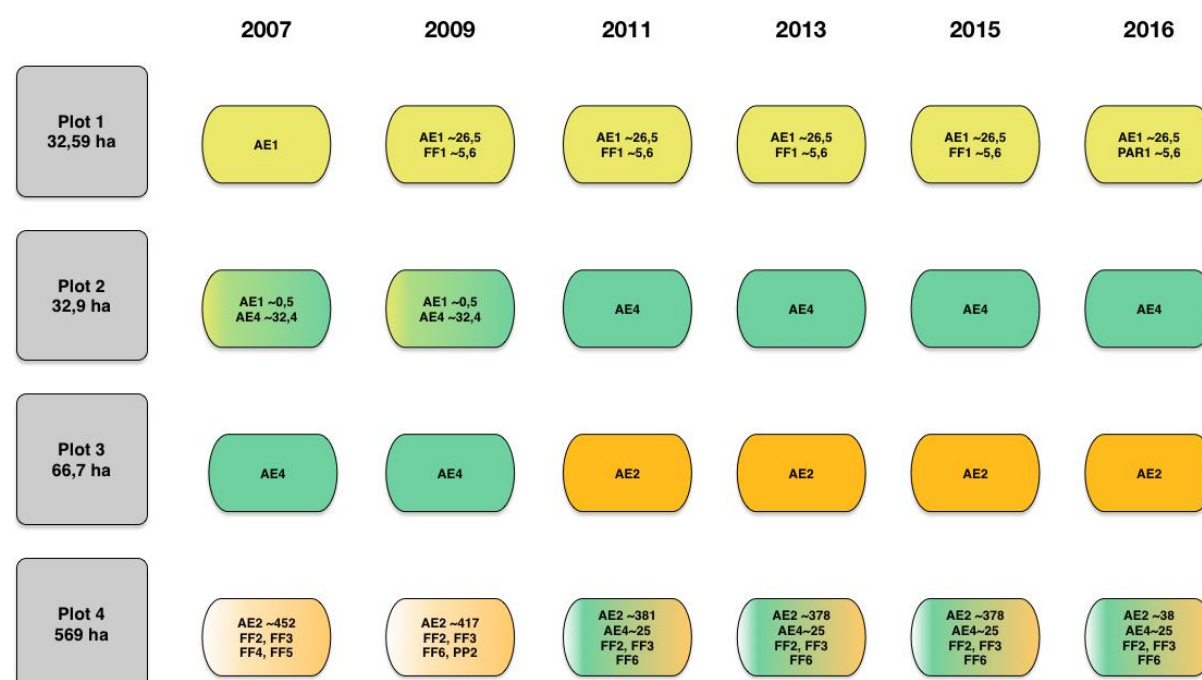 2007 2009 2011 2013 2015 2016
Plot 1
32,59 ha
AE1
AE1 ~26,5
FF1 ~5,6
AE1 ~26,5
FF1 ~5,6
AE1 ~26,5
FF1 ~5,6
AE1 ~26,5
FF1 ~5,6
AE1 ~26,5
PAR1 ~5,6
Plot 2
32,9 ha
AE1 ~0,5
AE4 ~32,4
AE1 ~0,5
AE4 ~32,4
AE4
AE4
AE4
AE4
Plot 3
66,7 ha
AE4
AE4
AE2
AE2
AE2
AE2
Plot 4
569 ha
AE2 ~452
FF2, FF3
FF4, FF5
AE2 ~417
FF2, FF3
FF6, PP2
AE2 ~381
AE4~25
FF2, FF3
FF6
AE2 ~378
AE4~25
FF2, FF3
FF6
AE2 ~378
AE4~25
FF2, FF3
FF6
AE2 ~38
AE4~25
FF2, FF3
FF6